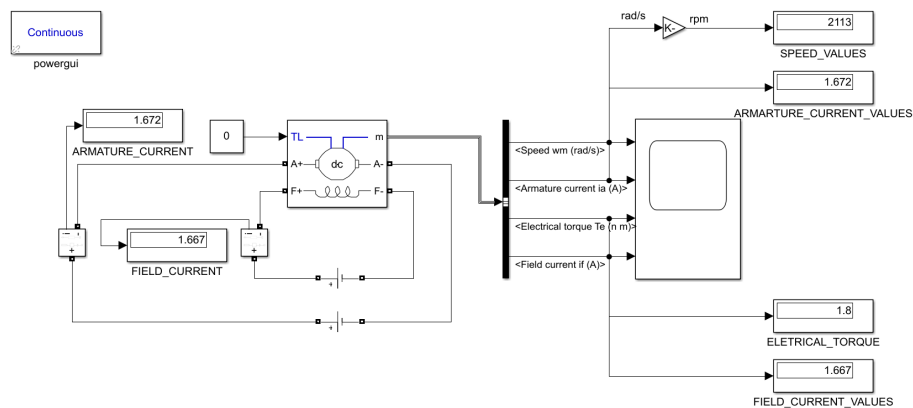 Continuous
powergui
rad/s
K-
rpm
2113
SPEED_VALUES
1.672
ARMARTURE_CURRENT_VALUES
1.672
ARMATURE_CURRENT
0
TL
m
A+
dc
A-
F+
F-
<Speed wm (rad/s)>
<Armature current ia (A)>
<Electrical torque Te (n m)>
<Field current if (A)>
1.667
FIELD_CURRENT
+
+
+
+
1.8
ELETRICAL_TORQUE
1.667
FIELD_CURRENT_VALUES